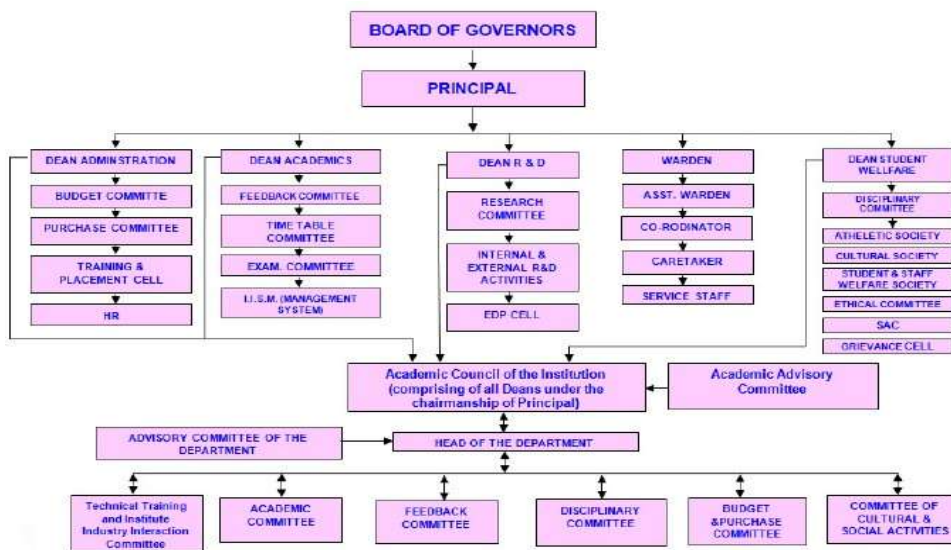 BOARD OF GOVERNORS
PRINCIPAL
DEAN ADMINSTRATION
BUDGET COMMITTE
PURCHASE COMMITTEE
TRAINING &
PLACEMENT CELL
HR
DEAN ACADEMICS
FEEDBACK COMMITTEE
TIME TABLE
COMMITTEE
EXAM. COMMITTEE
I.I.S.M. (MANAGEMENT
SYSTEM)
DEAN R & D
RESEARCH
COMMITTEE
INTERNAL &
EXTERNAL R&D
ACTIVITIES
EDP CELL
WARDEN
ASST. WARDEN
CO-RODINATOR
CARETAKER
SERVICE STAFF
DEAN STUDENT
WELLFARE
DISCIPLINARY
COMMITTEE
ATHELETIC SOCIETY
CULTURAL SOCIETY
STUDENT & STAFF
WELFARE SOCIETY
ETHICAL COMMITTEE
SAC
GRIEVANCE CELL
Academic Council of the Institution
(comprising of all Deans under the
chairmanship of Principal)
Academic Advisory
Committee
ADVISORY COMMITTEE OF THE
DEPARTMENT
HEAD OF THE DEPARTMENT
Technical Training
and Institute
Industry Interaction
Committee
ACADEMIC
COMMITTEE
FEEDBACK
COMMITTEE
DISCIPLINARY
COMMITTEE
BUDGET
&PURCHASE
COMMITTEE
COMMITTEE OF
CULTURAL &
SOCIAL ACTIVITIES